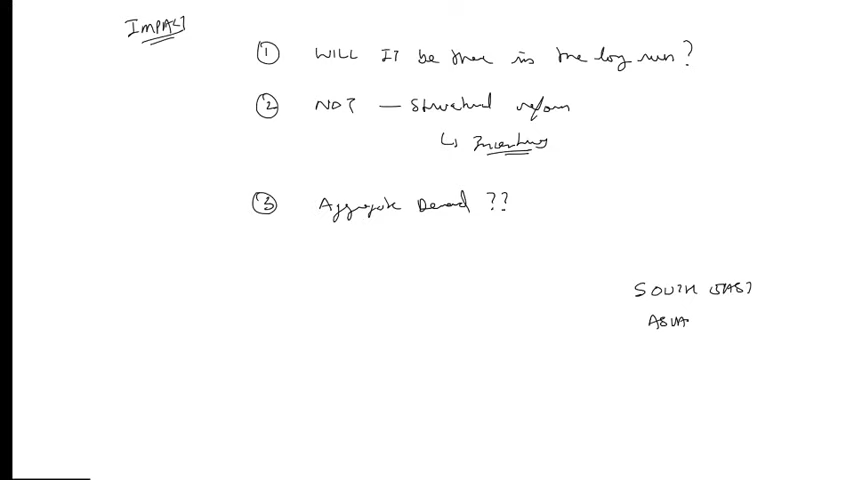 IMPACT
① WILL IT be there in the long run?
② NOT — Structural reform
↳ Incentives
③ Aggregate Demand ??
SOUTH EAST
ASIA